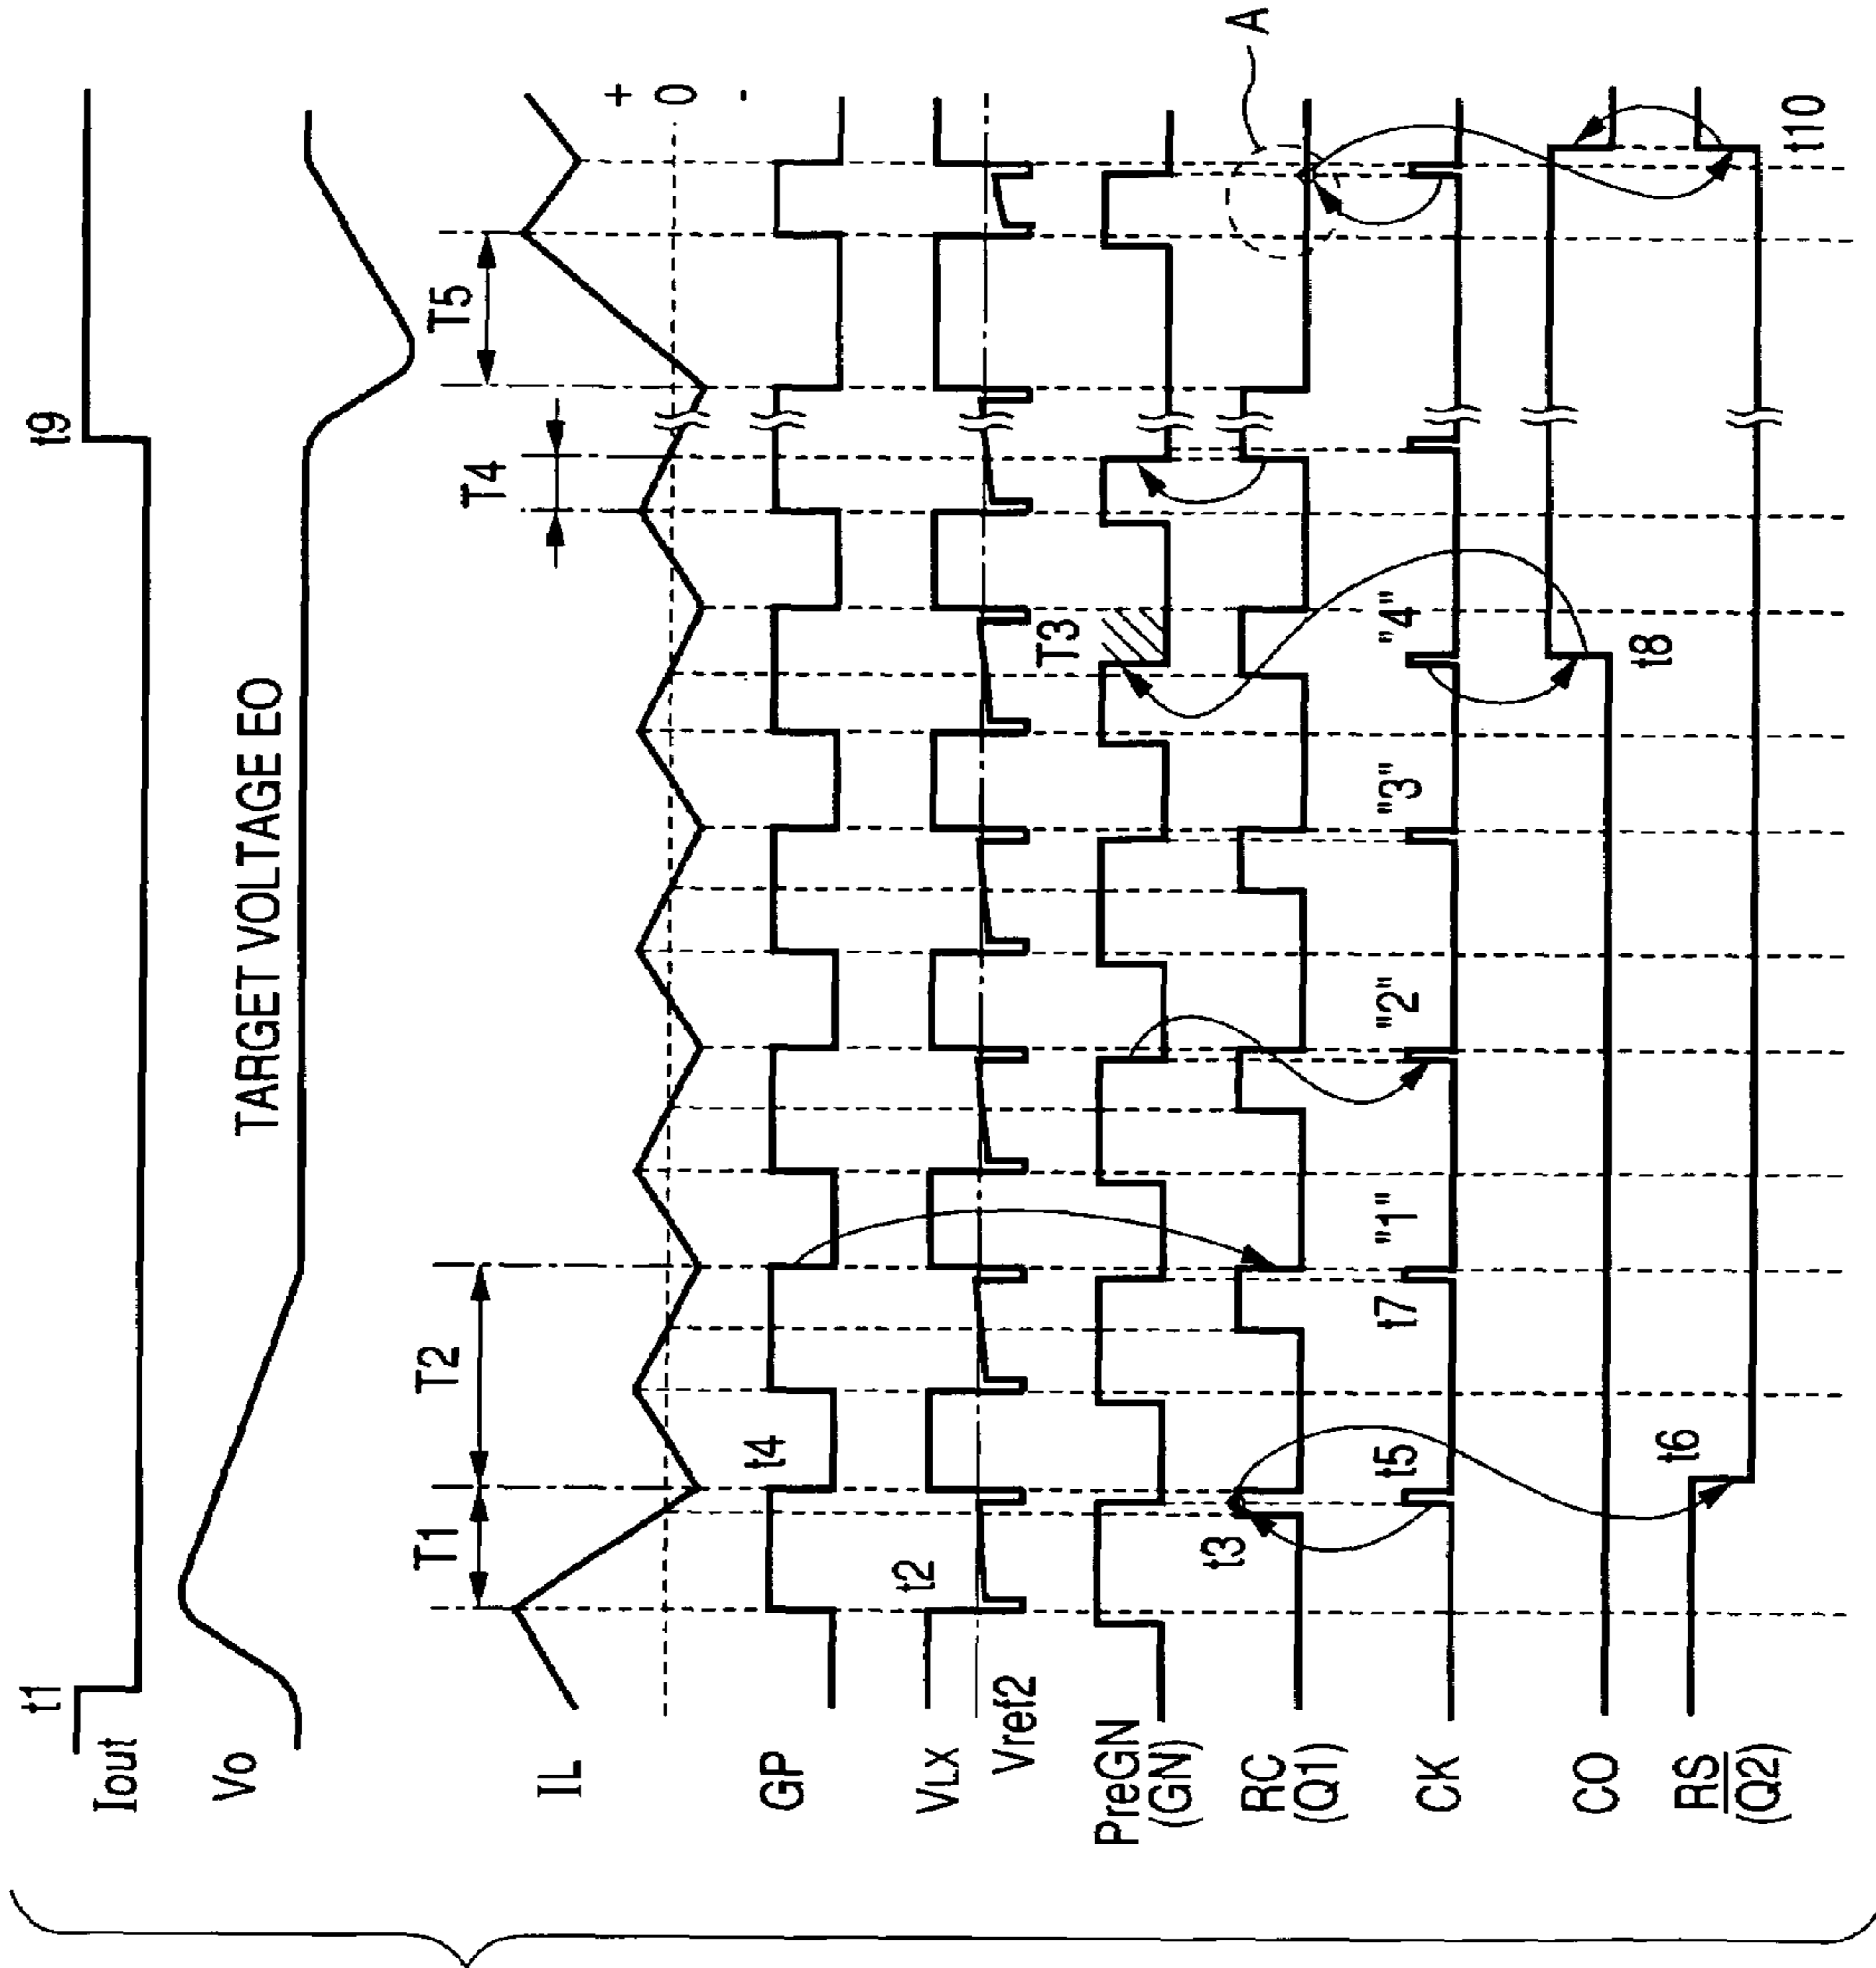 t1
t9
Iout
Vo
TARGET VOLTAGE EO
T1
T2
T4
T5
IL
+
0
-
t4
GP
t2
VLX
Vref2
T3
PreGN
(GN)
A
t3
RC
(Q1)
t5
t7
"1"
"2"
"3"
"4"
CK
t8
CO
t6
RS
(Q2)
t10